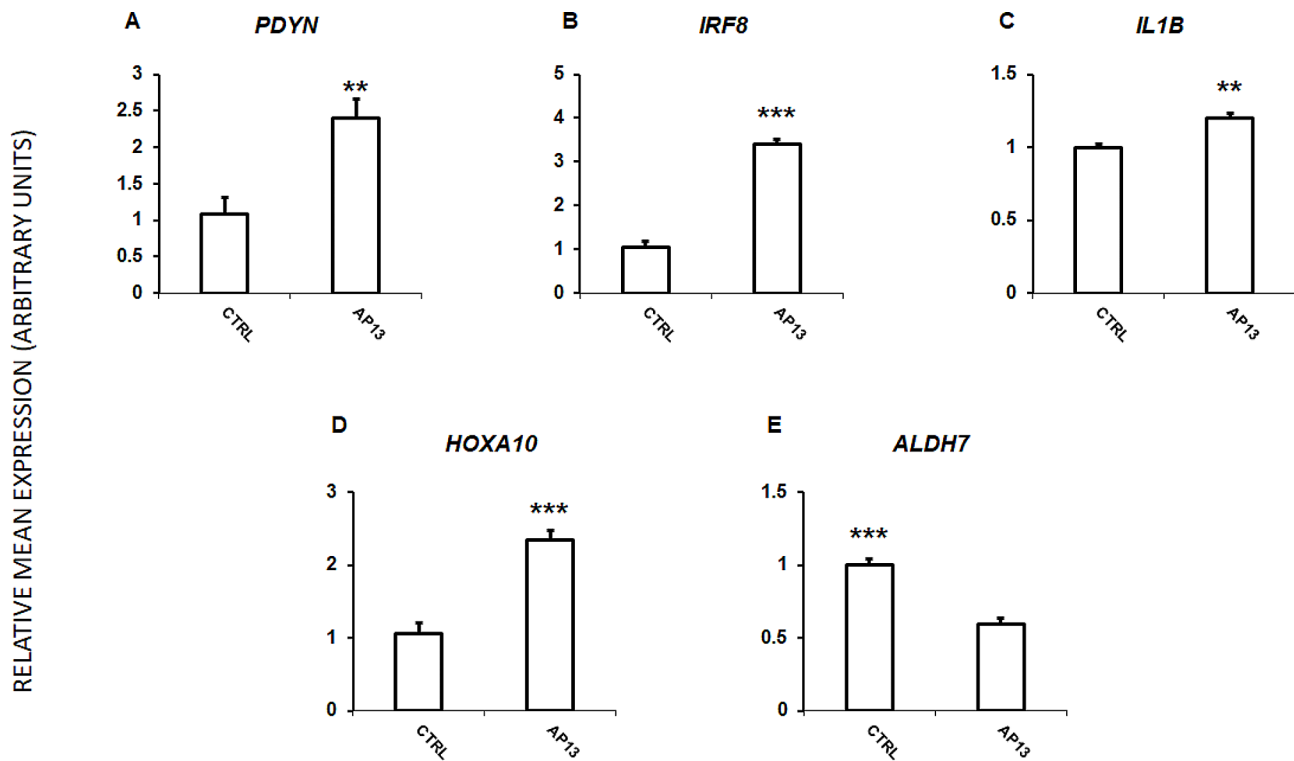 RELATIVE MEAN EXPRESSION (ARBITRARY UNITS)
A
PDYN
3
2.5
2
1.5
1
0.5
0
**
CTRL
AP13
B
IRF8
5
4
3
2
1
0
***
CTRL
AP13
C
IL1B
1.5
1
0.5
0
**
CTRL
AP13
D
HOXA10
3
2
1
0
***
CTRL
AP13
E
ALDH7
1.5
1
0.5
0
***
CTRL
AP13